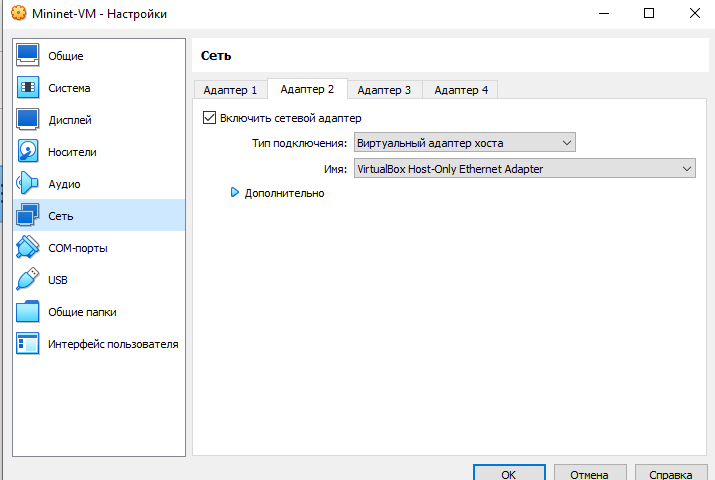 Mininet-VM - Настройки
Общие
Система
Дисплей
Носители
Аудио
Сеть
COM-порты
USB
Общие папки
Интерфейс пользователя
Сеть
Адаптер 1
Адаптер 2
Адаптер 3
Адаптер 4
Включить сетевой адаптер
Тип подключения: Виртуальный адаптер хоста
Имя: VirtualBox Host-Only Ethernet Adapter
Дополнительно
OK
Отмена
Справка